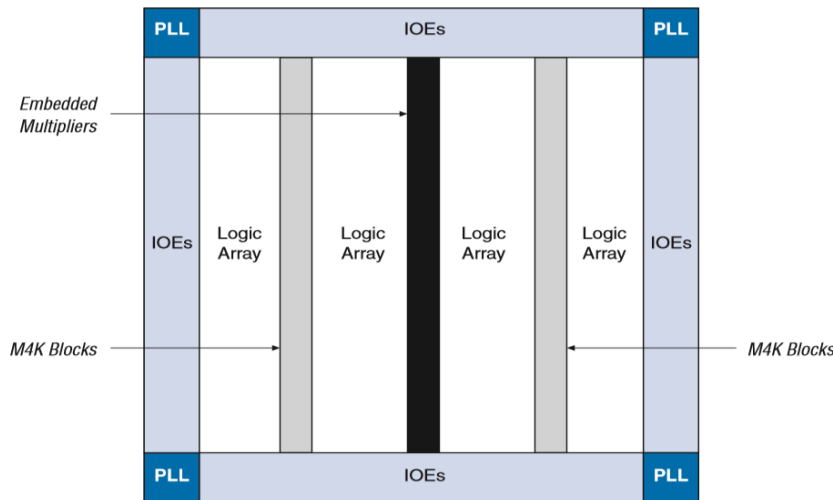 PLL
IOEs
PLL
Embedded
Multipliers
IOEs
Logic
Array
Logic
Array
Logic
Array
Logic
Array
IOEs
M4K Blocks
M4K Blocks
PLL
IOEs
PLL